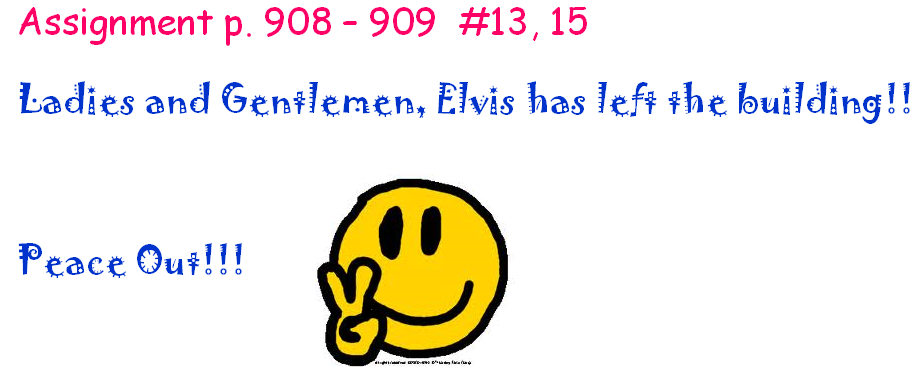 Assignment p. 908 – 909 #13, 15
Ladies and Gentlemen, Elvis has left the building!!
Peace Out!!!